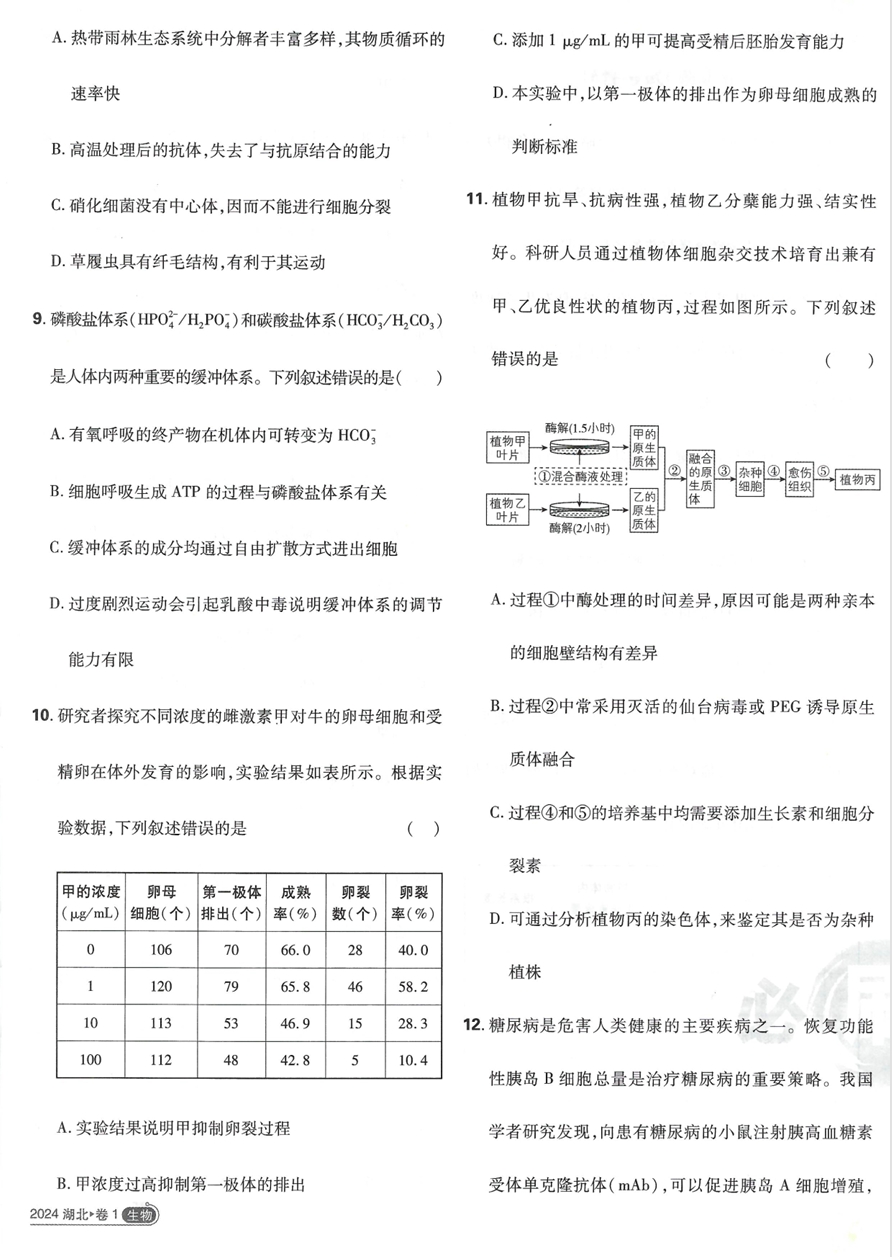 A. 热带雨林生态系统中分解者丰富多样,其物质循环的
速率快
B. 高温处理后的抗体,失去了与抗原结合的能力
C. 硝化细菌没有中心体,因而不能进行细胞分裂
D. 草履虫具有纤毛结构,有利于其运动
9. 磷酸盐体系(HPO₄²⁻/H₂PO₄⁻)和碳酸盐体系(HCO₃⁻/H₂CO₃)
是人体内两种重要的缓冲体系。下列叙述错误的是(  )
A. 有氧呼吸的终产物在机体内可转变为 HCO₃⁻
B. 细胞呼吸生成 ATP 的过程与磷酸盐体系有关
C. 缓冲体系的成分均通过自由扩散方式进出细胞
D. 过度剧烈运动会引起乳酸中毒说明缓冲体系的调节
能力有限
10. 研究者探究不同浓度的雌激素甲对牛的卵母细胞和受
精卵在体外发育的影响,实验结果如表所示。根据实
验数据,下列叙述错误的是 (  )
甲的浓度 卵母 第一极体 成熟 卵裂 卵裂
(μg/mL) 细胞(个) 排出(个) 率(%) 数(个) 率(%)
0 106 70 66.0 28 40.0
1 120 79 65.8 46 58.2
10 113 53 46.9 15 28.3
100 112 48 42.8 5 10.4
A. 实验结果说明甲抑制卵裂过程
B. 甲浓度过高抑制第一极体的排出
2024 湖北▸卷 1 生物
C. 添加 1 μg/mL 的甲可提高受精后胚胎发育能力
D. 本实验中,以第一极体的排出作为卵母细胞成熟的
判断标准
11. 植物甲抗旱、抗病性强,植物乙分蘖能力强、结实性
好。科研人员通过植物体细胞杂交技术培育出兼有
甲、乙优良性状的植物丙,过程如图所示。下列叙述
错误的是 (  )
植物甲
叶片
酶解(1.5小时)
甲的
原生
质体
①混合酶液处理
植物乙
叶片
酶解(2小时)
乙的
原生
质体
②
融合
的原
生质
体
③
杂种
细胞
④
愈伤
组织
⑤
植物丙
A. 过程①中酶处理的时间差异,原因可能是两种亲本
的细胞壁结构有差异
B. 过程②中常采用灭活的仙台病毒或 PEG 诱导原生
质体融合
C. 过程④和⑤的培养基中均需要添加生长素和细胞分
裂素
D. 可通过分析植物丙的染色体,来鉴定其是否为杂种
植株
12. 糖尿病是危害人类健康的主要疾病之一。恢复功能
性胰岛 B 细胞总量是治疗糖尿病的重要策略。我国
学者研究发现,向患有糖尿病的小鼠注射胰高血糖素
受体单克隆抗体(mAb),可以促进胰岛 A 细胞增殖,